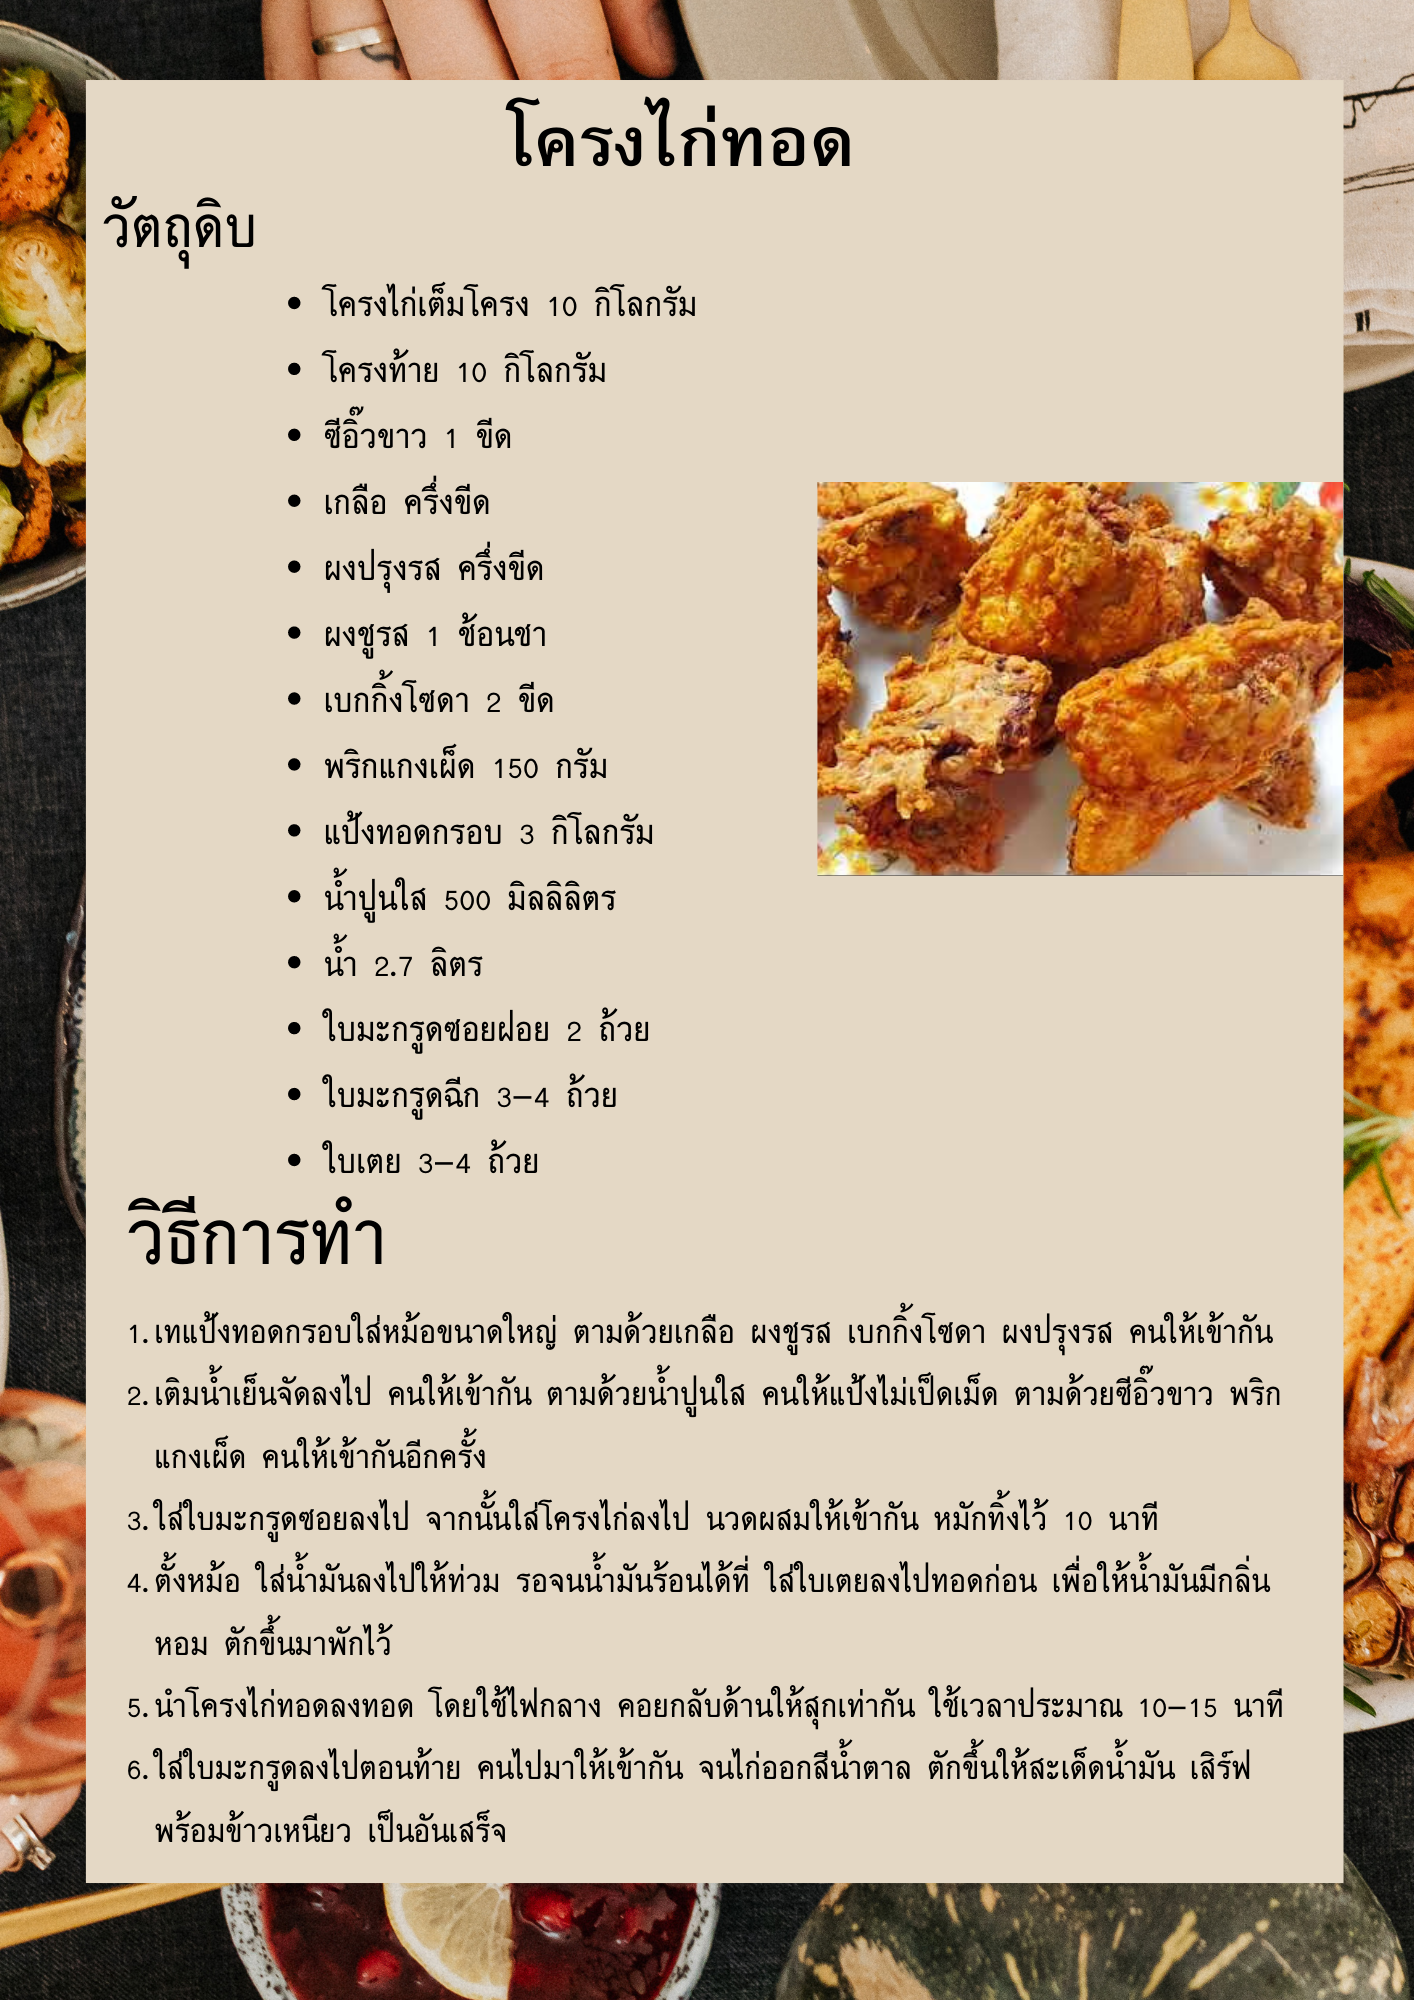 โครงไก่ทอด
วัตถุดิบ
• โครงไก่เต็มโครง 10 กิโลกรัม
• โครงท้าย 10 กิโลกรัม
• ซีอิ๊วขาว 1 ขีด
• เกลือ ครึ่งขีด
• ผงปรุงรส ครึ่งขีด
• ผงชูรส 1 ช้อนชา
• เบกกิ้งโซดา 2 ขีด
• พริกแกงเผ็ด 150 กรัม
• แป้งทอดกรอบ 3 กิโลกรัม
• น้ำปูนใส 500 มิลลิลิตร
• น้ำ 2.7 ลิตร
• ใบมะกรูดซอยฝอย 2 ถ้วย
• ใบมะกรูดฉีก 3-4 ถ้วย
• ใบเตย 3-4 ถ้วย
วิธีการทำ
1. เทแป้งทอดกรอบใส่หม้อขนาดใหญ่ ตามด้วยเกลือ ผงชูรส เบกกิ้งโซดา ผงปรุงรส คนให้เข้ากัน
2. เติมน้ำเย็นจัดลงไป คนให้เข้ากัน ตามด้วยน้ำปูนใส คนให้แป้งไม่เป็ดเม็ด ตามด้วยซีอิ๊วขาว พริก
แกงเผ็ด คนให้เข้ากันอีกครั้ง
3. ใส่ใบมะกรูดซอยลงไป จากนั้นใส่โครงไก่ลงไป นวดผสมให้เข้ากัน หมักทิ้งไว้ 10 นาที
4. ตั้งหม้อ ใส่น้ำมันลงไปให้ท่วม รอจนน้ำมันร้อนได้ที่ ใส่ใบเตยลงไปทอดก่อน เพื่อให้น้ำมันมีกลิ่น
หอม ตักขึ้นมาพักไว้
5. นำโครงไก่ทอดลงทอด โดยใช้ไฟกลาง คอยกลับด้านให้สุกเท่ากัน ใช้เวลาประมาณ 10-15 นาที
6. ใส่ใบมะกรูดลงไปตอนท้าย คนไปมาให้เข้ากัน จนไก่ออกสีน้ำตาล ตักขึ้นให้สะเด็ดน้ำมัน เสิร์ฟ
พร้อมข้าวเหนียว เป็นอันเสร็จ